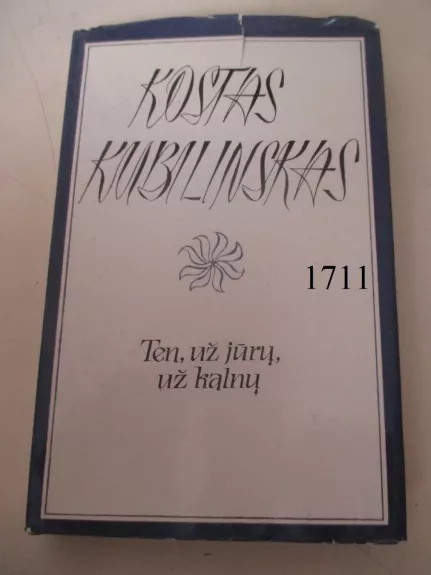 KOSTAS
KUBILINSKAS
1711
Ten, už jūrų,
už kalnų